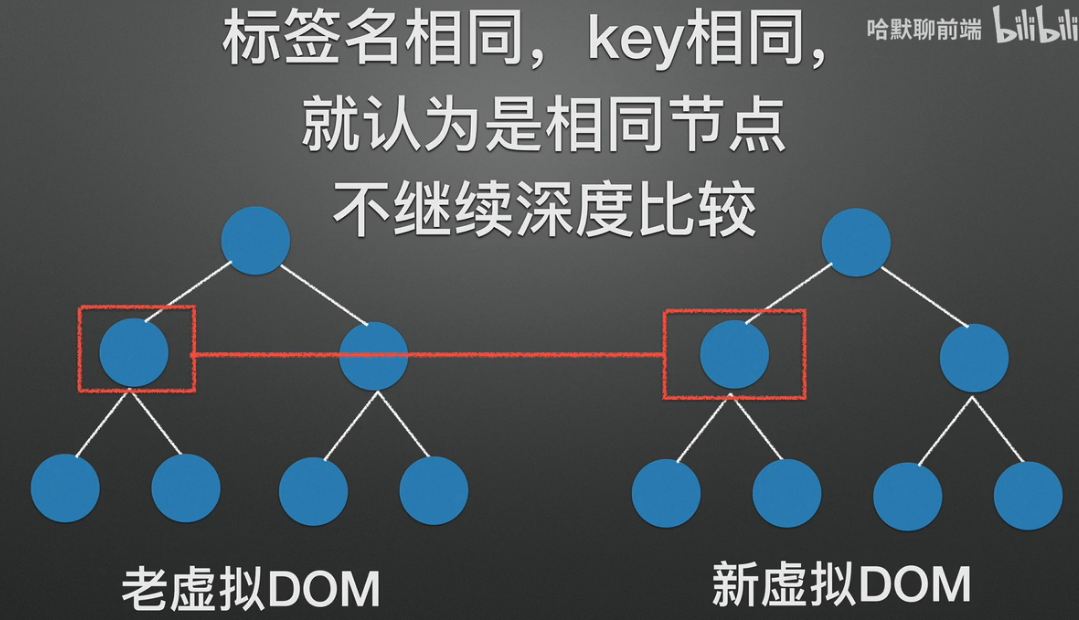 标签名相同，key相同，
哈默聊前端 bilibili
就认为是相同节点
不继续深度比较
老虚拟DOM
新虚拟DOM